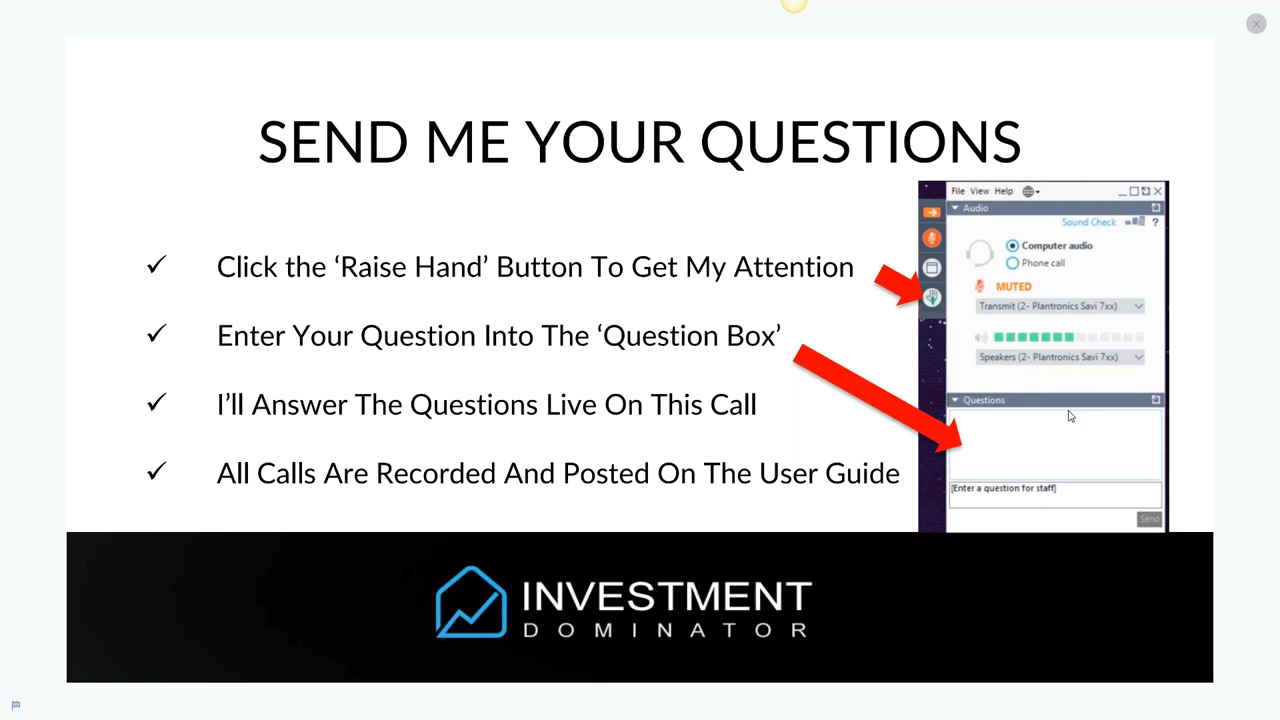 SEND ME YOUR QUESTIONS
✓ Click the ‘Raise Hand’ Button To Get My Attention
✓ Enter Your Question Into The ‘Question Box’
✓ I’ll Answer The Questions Live On This Call
✓ All Calls Are Recorded And Posted On The User Guide
File View Help
Audio
Sound Check ?
Computer audio
Phone call
MUTED
Transmit (2- Plantronics Savi 7xx)
Speakers (2- Plantronics Savi 7xx)
Questions
[Enter a question for staff]
Send
INVESTMENT
DOMINATOR